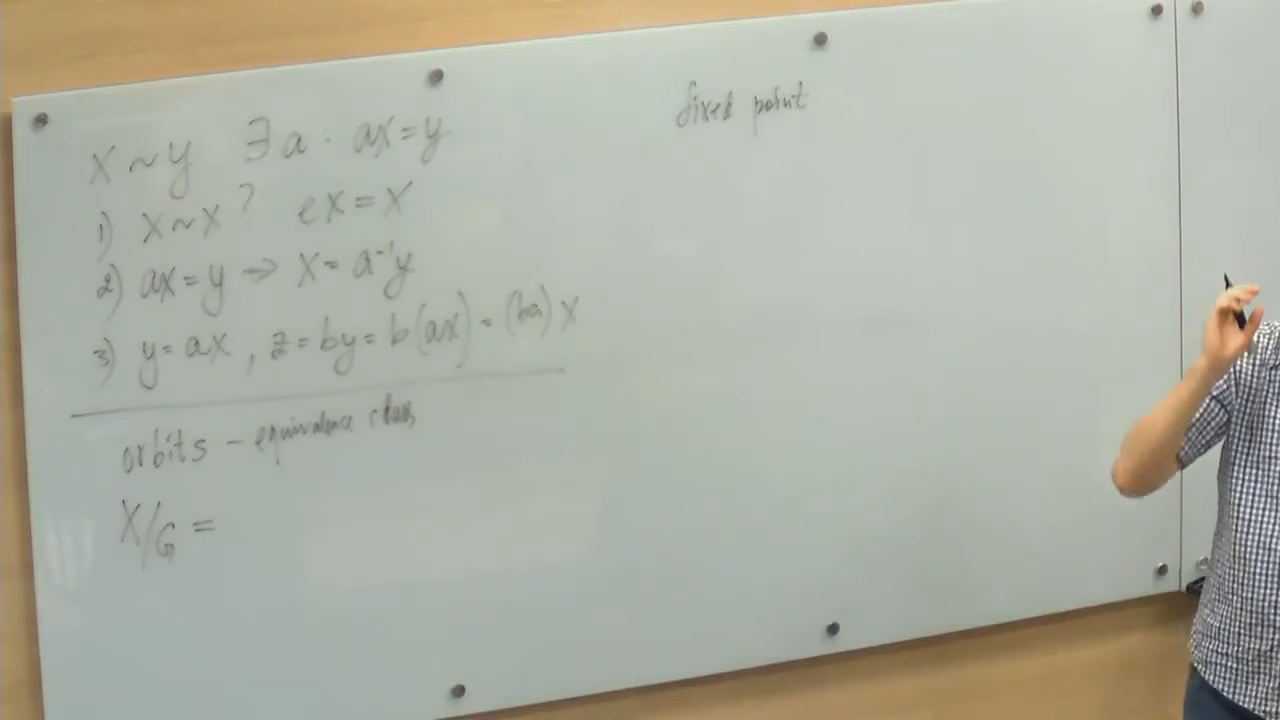 x ~ y ∃ a : ax = y
1) x ~ x ? ex = x
2) ax = y → x = a⁻¹y
3) y = ax , z = by = b(ax) = (ba) x
orbits – equivalence class
X/G =
fixed point